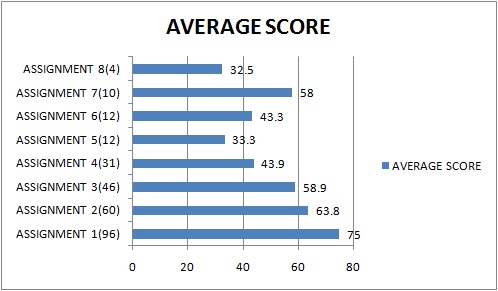 AVERAGE SCORE
ASSIGNMENT 8(4) 32.5
ASSIGNMENT 7(10) 58
ASSIGNMENT 6(12) 43.3
ASSIGNMENT 5(12) 33.3
ASSIGNMENT 4(31) 43.9
AVERAGE SCORE
ASSIGNMENT 3(46) 58.9
ASSIGNMENT 2(60) 63.8
ASSIGNMENT 1(96) 75
0 20 40 60 80